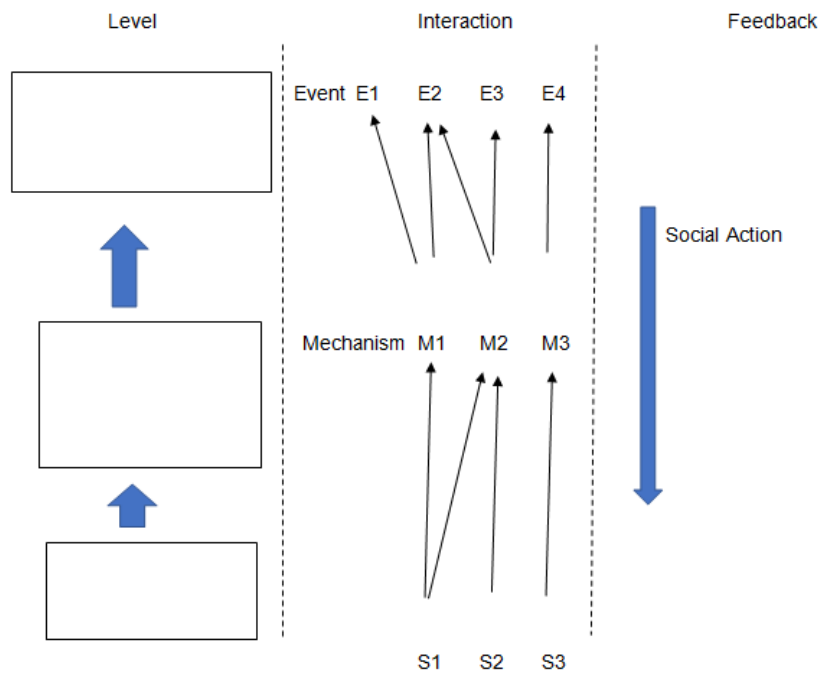 Level Interaction Feedback
Event E1 E2 E3 E4
Social Action
Mechanism M1 M2 M3
S1 S2 S3